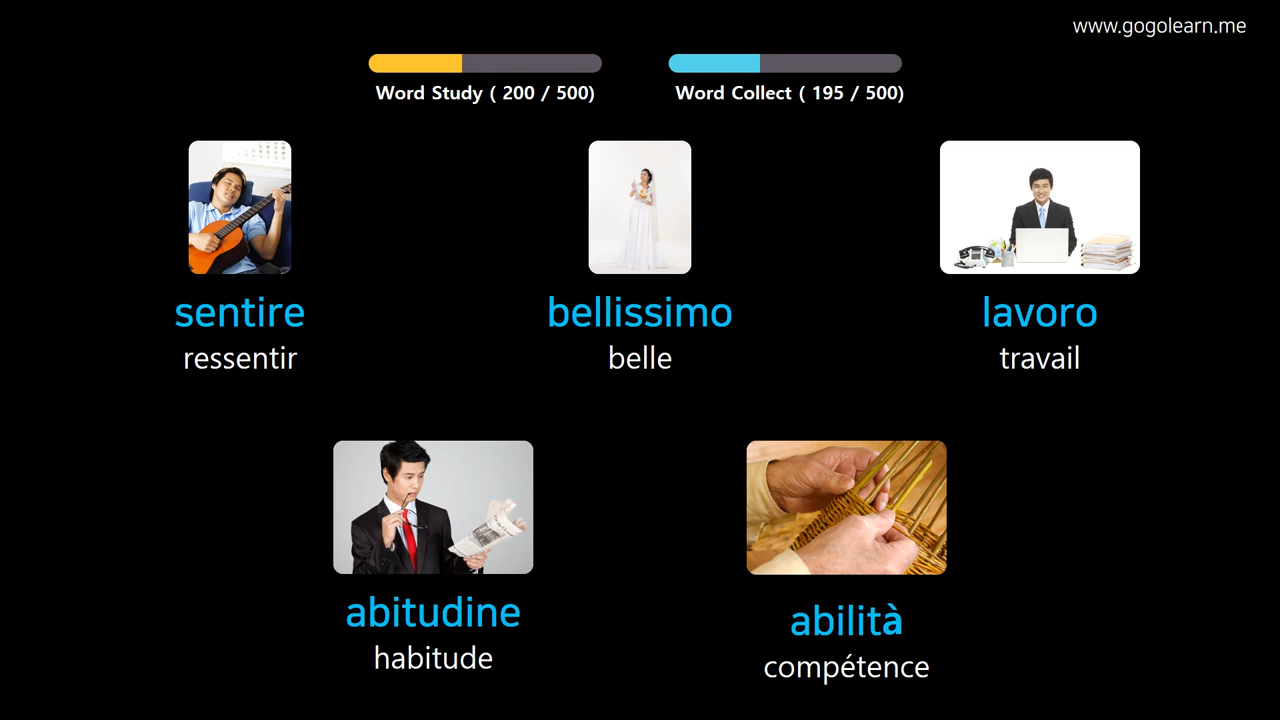 www.gogolearn.me
Word Study ( 200 / 500)
Word Collect ( 195 / 500)
sentire
ressentir
bellissimo
belle
lavoro
travail
abitudine
habitude
abilità
compétence